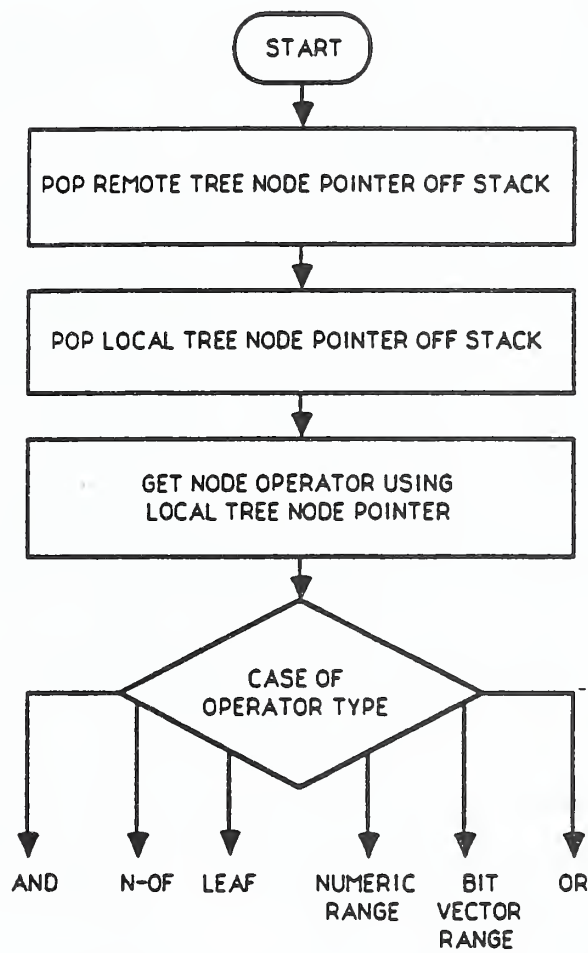 START
POP REMOTE TREE NODE POINTER OFF STACK
POP LOCAL TREE NODE POINTER OFF STACK
GET NODE OPERATOR USING
LOCAL TREE NODE POINTER
CASE OF
OPERATOR TYPE
AND
N-OF
LEAF
NUMERIC
RANGE
BIT
VECTOR
RANGE
OR